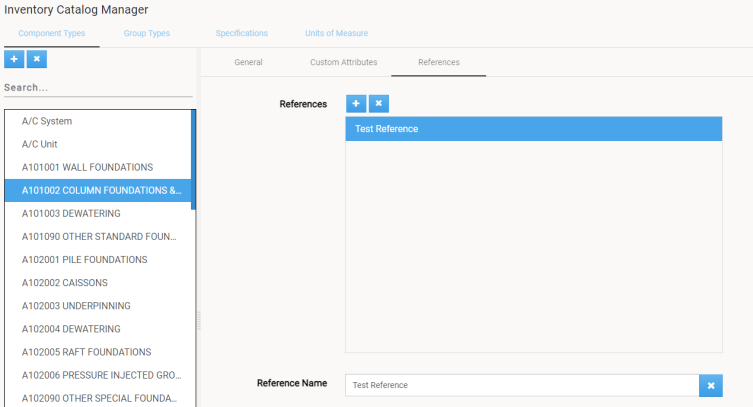 Inventory Catalog Manager
Component Types
Group Types
Specifications
Units of Measure
General
Custom Attributes
References
Search...
A/C System
A/C Unit
A101001 WALL FOUNDATIONS
A101002 COLUMN FOUNDATIONS &...
A101003 DEWATERING
A101090 OTHER STANDARD FOUN...
A102001 PILE FOUNDATIONS
A102002 CAISSONS
A102003 UNDERPINNING
A102004 DEWATERING
A102005 RAFT FOUNDATIONS
A102006 PRESSURE INJECTED GRO...
A102090 OTHER SPECIAL FOUNDA...
References
Test Reference
Reference Name
Test Reference